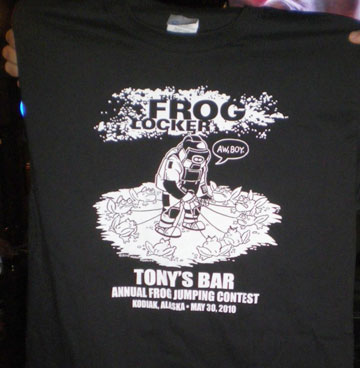 FROG
LOCKER
AW, BOY.
TONY'S BAR
ANNUAL FROG JUMPING CONTEST
KODIAK, ALASKA • MAY 30, 2010